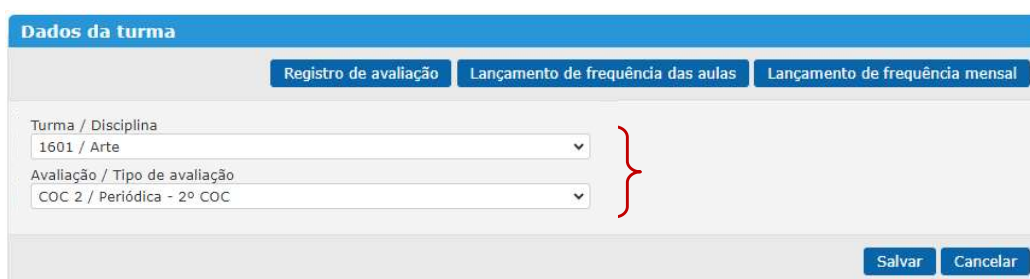 Dados da turma
Registro de avaliação Lançamento de frequência das aulas Lançamento de frequência mensal
Turma / Disciplina
1601 / Arte
Avaliação / Tipo de avaliação
COC 2 / Periódica - 2º COC
Salvar Cancelar